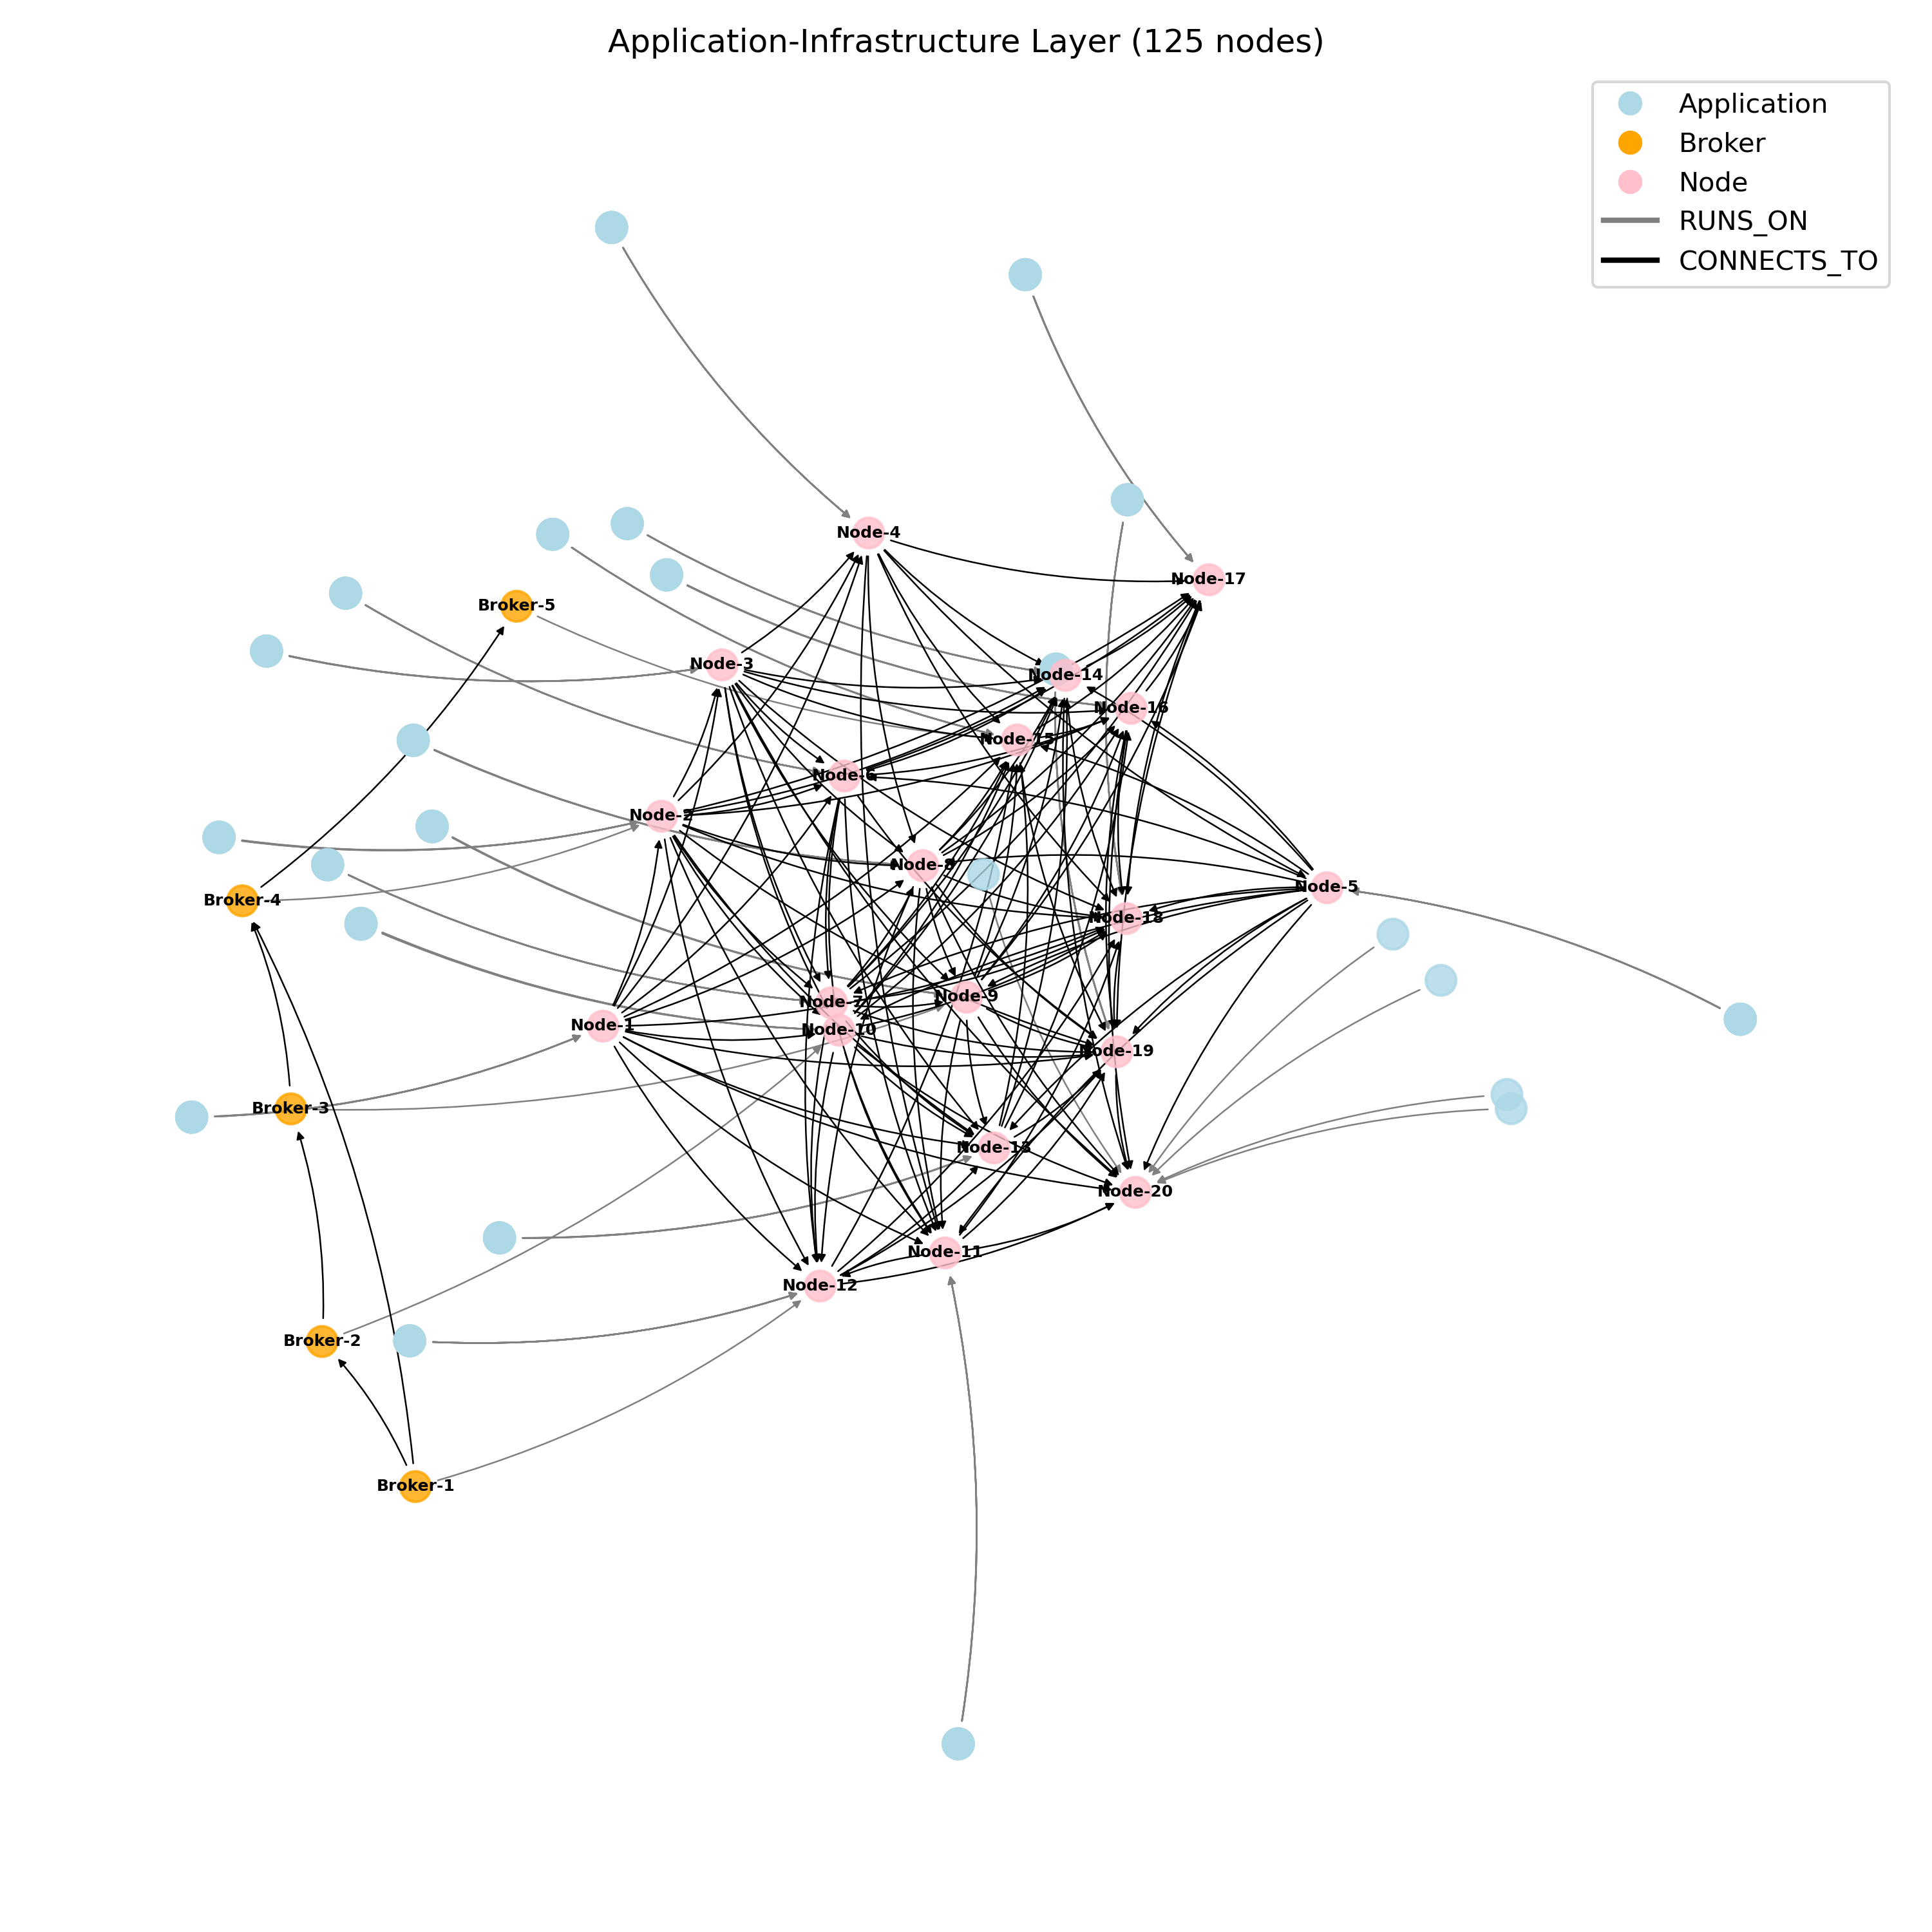 Application-Infrastructure Layer (125 nodes)
Application
Broker
Node
RUNS_ON
CONNECTS_TO
Node-4
Node-17
Broker-5
Node-3
Node-14
Node-16
Node-15
Node-6
Node-2
Node-8
Node-5
Broker-4
Node-18
Node-9
Node-7
Node-1
Node-10
Node-19
Broker-3
Node-13
Node-20
Node-11
Node-12
Broker-2
Broker-1